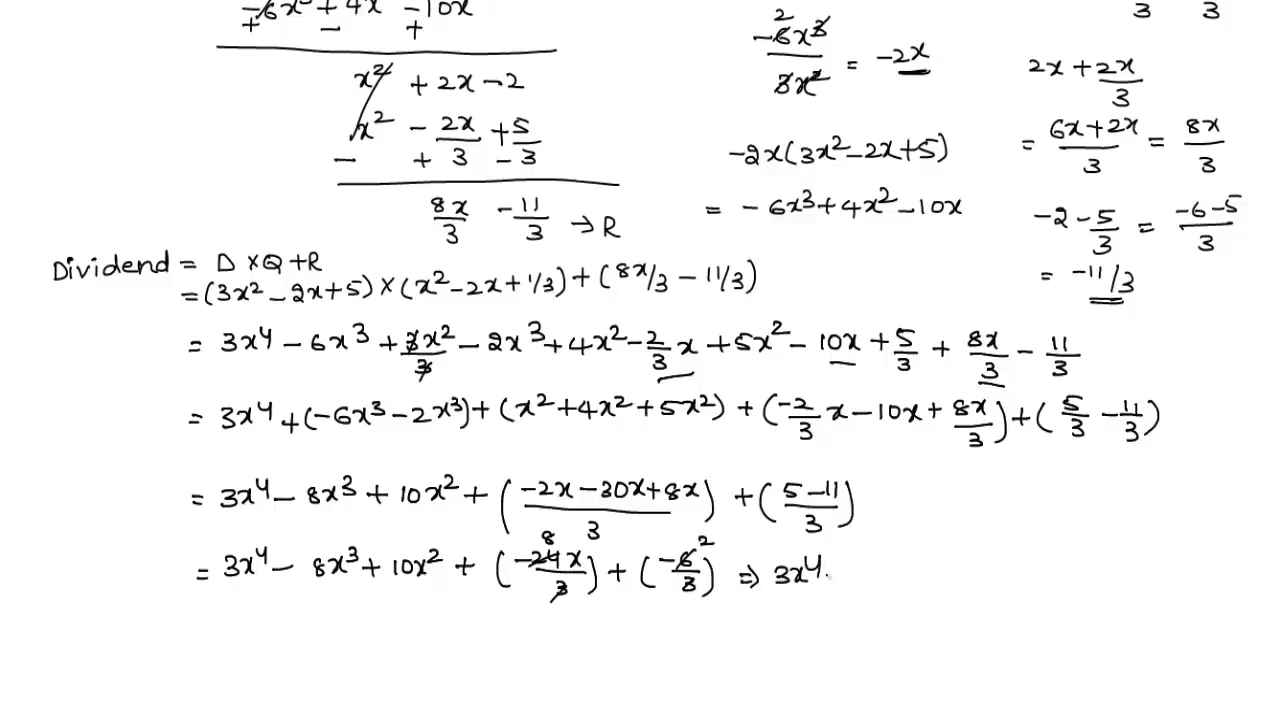 -6x³ + 4x² - 10x
+ - +
x² + 2x - 2
x² - 2x/3 + 5/3
- + -
8x/3 - 11/3 → R
-6x³/3x² = -2x
2
-2x(3x² - 2x + 5)
= - 6x³ + 4x² - 10x
3 3
2x + 2x/3
= 6x + 2x/3 = 8x/3
-2 - 5/3 = -6 - 5/3
= -11/3
Dividend = D × Q + R
= (3x² - 2x + 5) × (x² - 2x + 1/3) + (8x/3 - 11/3)
= 3x⁴ - 6x³ + 3x²/3 - 2x³ + 4x² - 2/3 x + 5x² - 10x + 5/3 + 8x/3 - 11/3
= 3x⁴ + (-6x³ - 2x³) + (x² + 4x² + 5x²) + (-2/3 x - 10x + 8x/3) + (5/3 - 11/3)
= 3x⁴ - 8x³ + 10x² + (-2x - 30x + 8x/3) + (5 - 11/3)
8 2
= 3x⁴ - 8x³ + 10x² + (-24x/3) + (-6/3) ⇒ 3x⁴